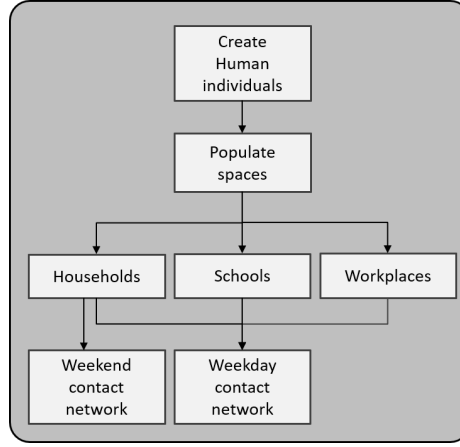 Create
Human
individuals
Populate
spaces
Households
Schools
Workplaces
Weekend
contact
network
Weekday
contact
network